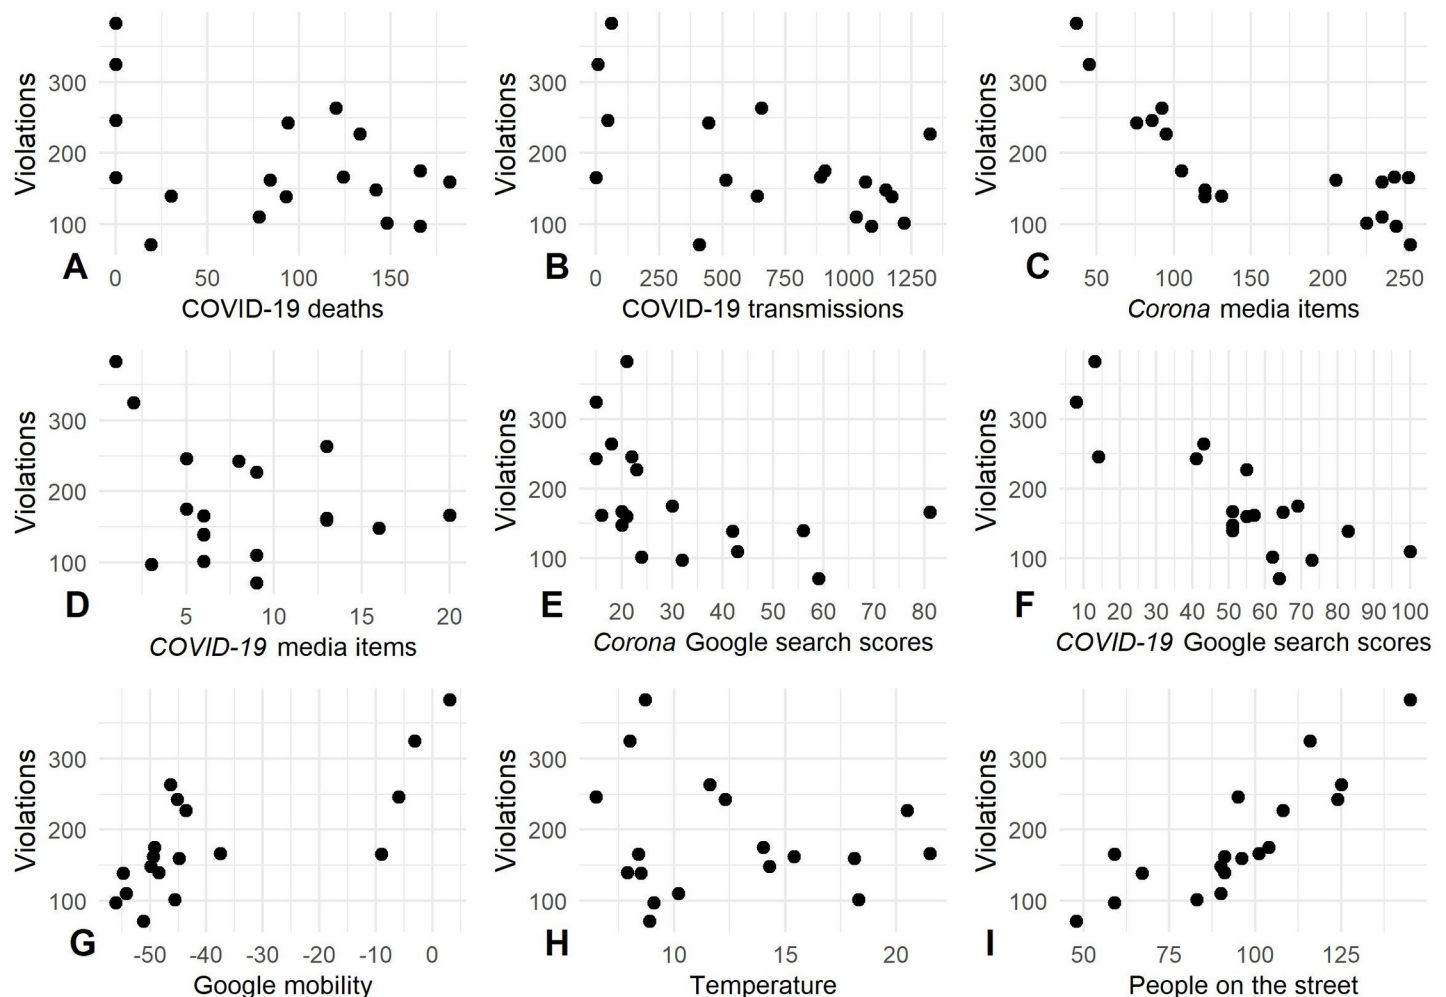 Violations
300
200
100
A
0 50 100 150
COVID-19 deaths
Violations
300
200
100
B
0 250 500 750 1000 1250
COVID-19 transmissions
Violations
300
200
100
C
50 100 150 200 250
Corona media items
Violations
300
200
100
D
5 10 15 20
COVID-19 media items
Violations
300
200
100
E
20 30 40 50 60 70 80
Corona Google search scores
Violations
300
200
100
F
10 20 30 40 50 60 70 80 90 100
COVID-19 Google search scores
Violations
300
200
100
G
-50 -40 -30 -20 -10 0
Google mobility
Violations
300
200
100
H
10 15 20
Temperature
Violations
300
200
100
I
50 75 100 125
People on the street